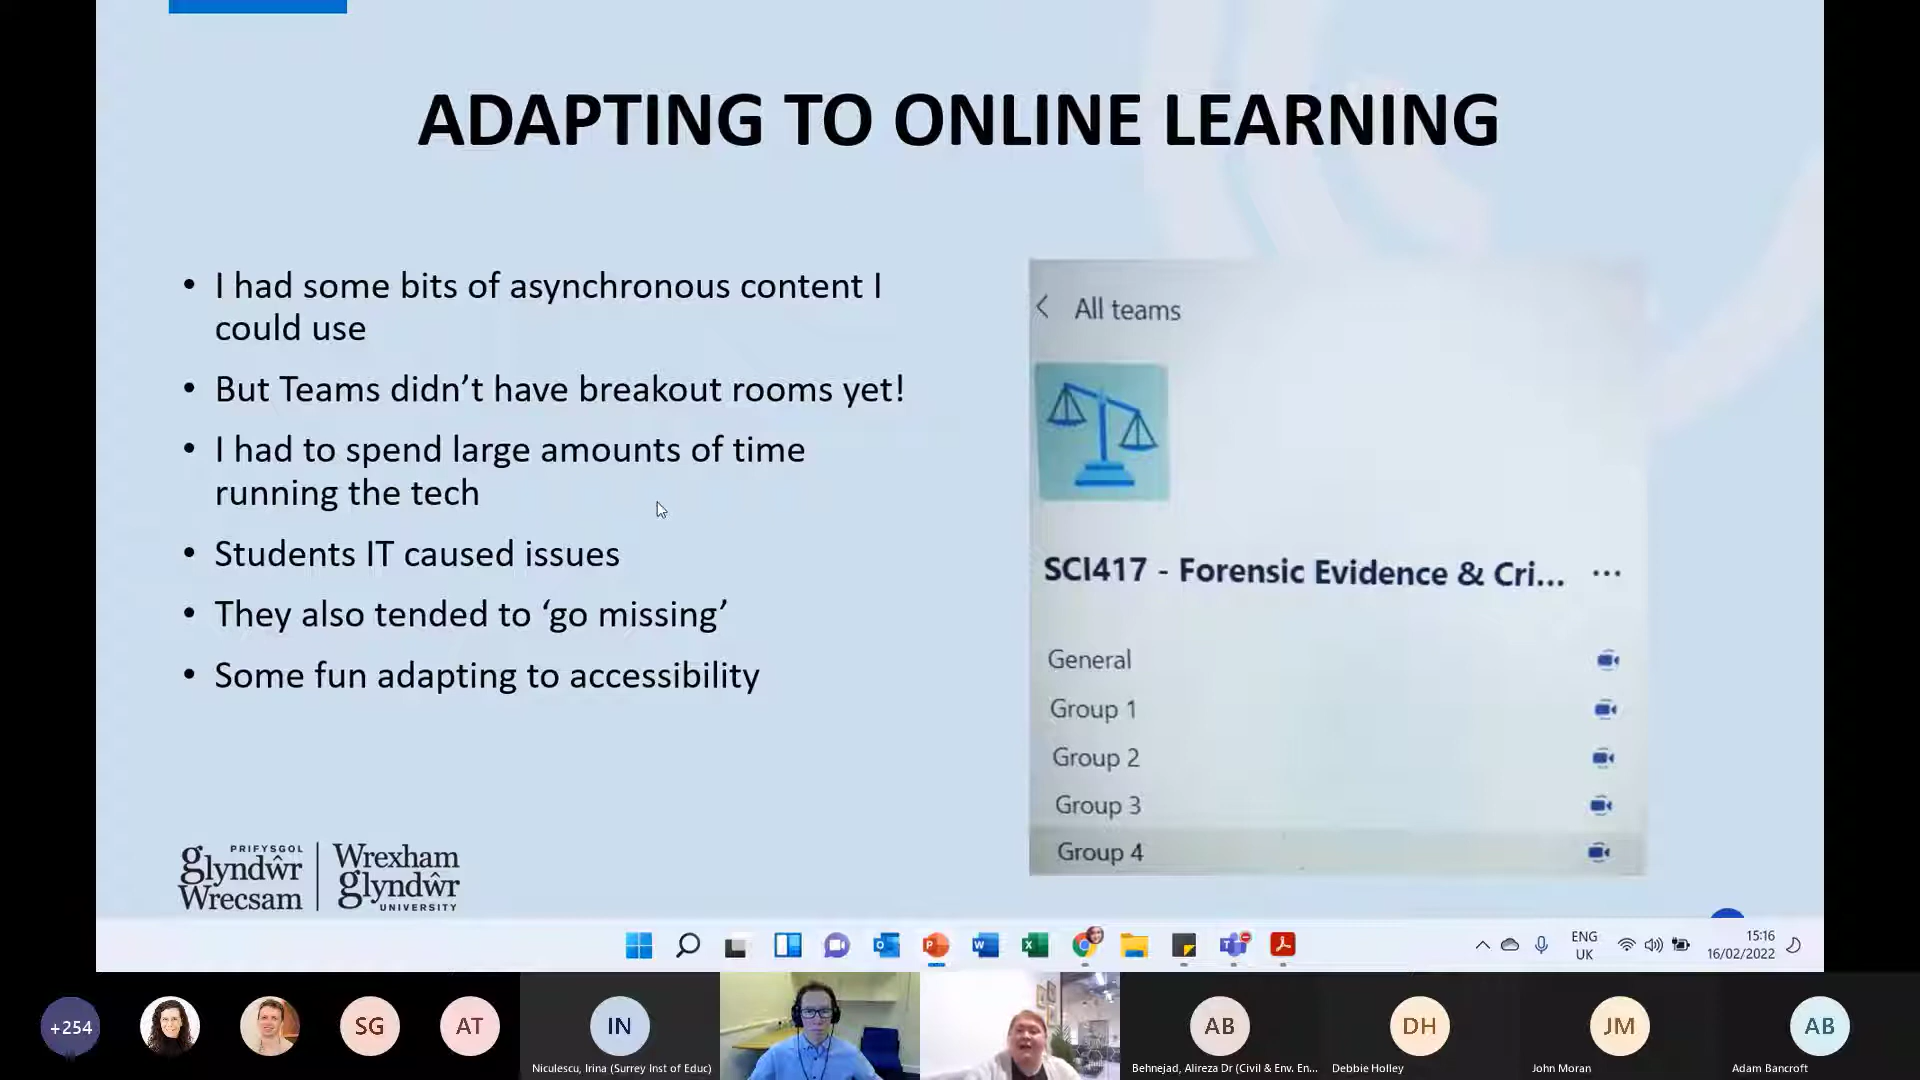 ADAPTING TO ONLINE LEARNING
• I had some bits of asynchronous content I
could use
• But Teams didn’t have breakout rooms yet!
• I had to spend large amounts of time
running the tech
• Students IT caused issues
• They also tended to ‘go missing’
• Some fun adapting to accessibility
All teams
SCI417 - Forensic Evidence & Cri...
General
Group 1
Group 2
Group 3
Group 4
PRIFYSGOL
glyndŵr
Wrecsam
Wrexham
glyndŵr
UNIVERSITY
ENG
UK
15:16
16/02/2022
+254
SG
AT
IN
Niculescu, Irina (Surrey Inst of Educ)
AB
Behnejad, Alireza Dr (Civil & Env. En...
DH
Debbie Holley
JM
John Moran
AB
Adam Bancroft